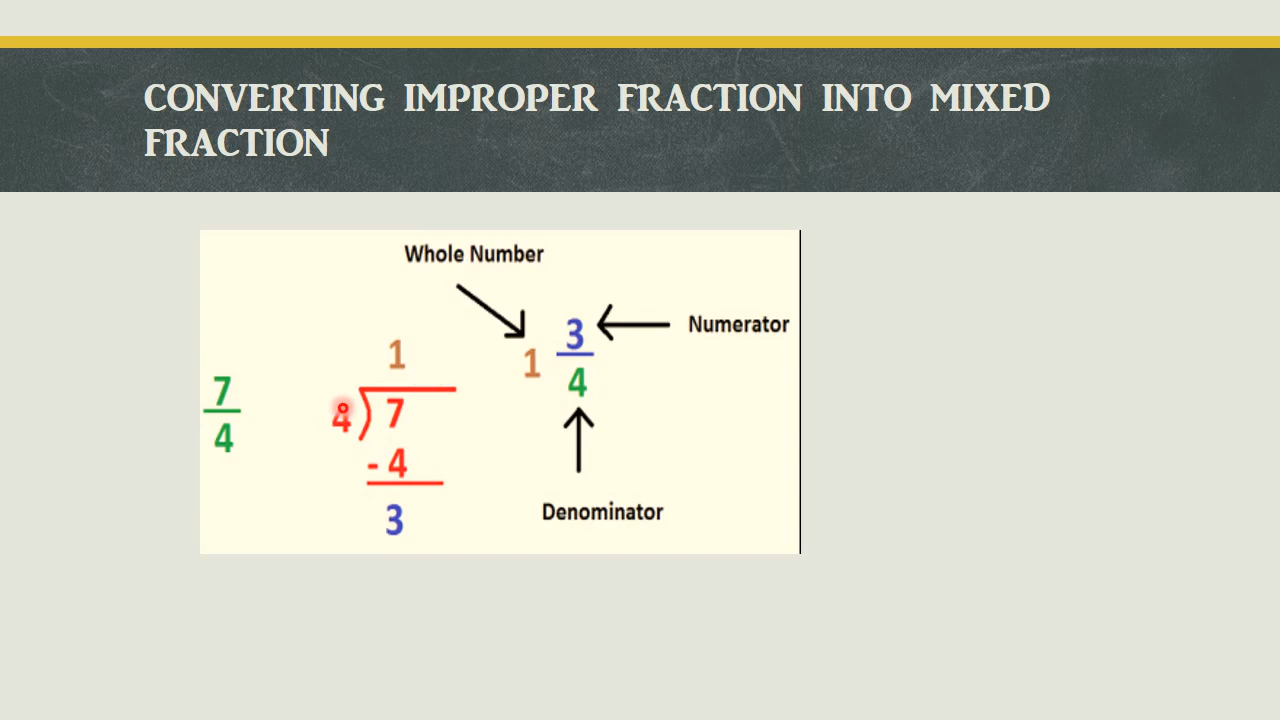 CONVERTING IMPROPER FRACTION INTO MIXED
FRACTION
Whole Number
3
Numerator
1
1
7
4
4
7
4
- 4
Denominator
3